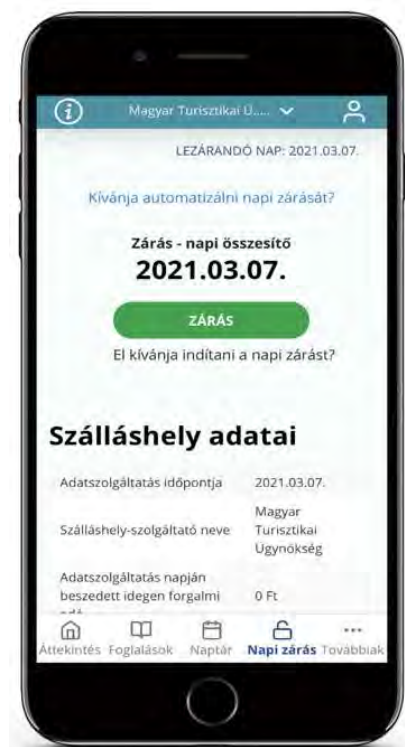 Magyar Turisztikai Ü.....
LEZÁRANDÓ NAP: 2021.03.07.
Kívánja automatizálni napi zárását?
Zárás - napi összesítő
2021.03.07.
ZÁRÁS
El kívánja indítani a napi zárást?
Szálláshely adatai
Adatszolgáltatás időpontja 2021.03.07.
Szálláshely-szolgáltató neve Magyar
Turisztikai
Ügynökség
Adatszolgáltatás napján
beszedett idegen forgalmi 0 Ft
Áttekintés Foglalások Naptár Napi zárás Továbbiak